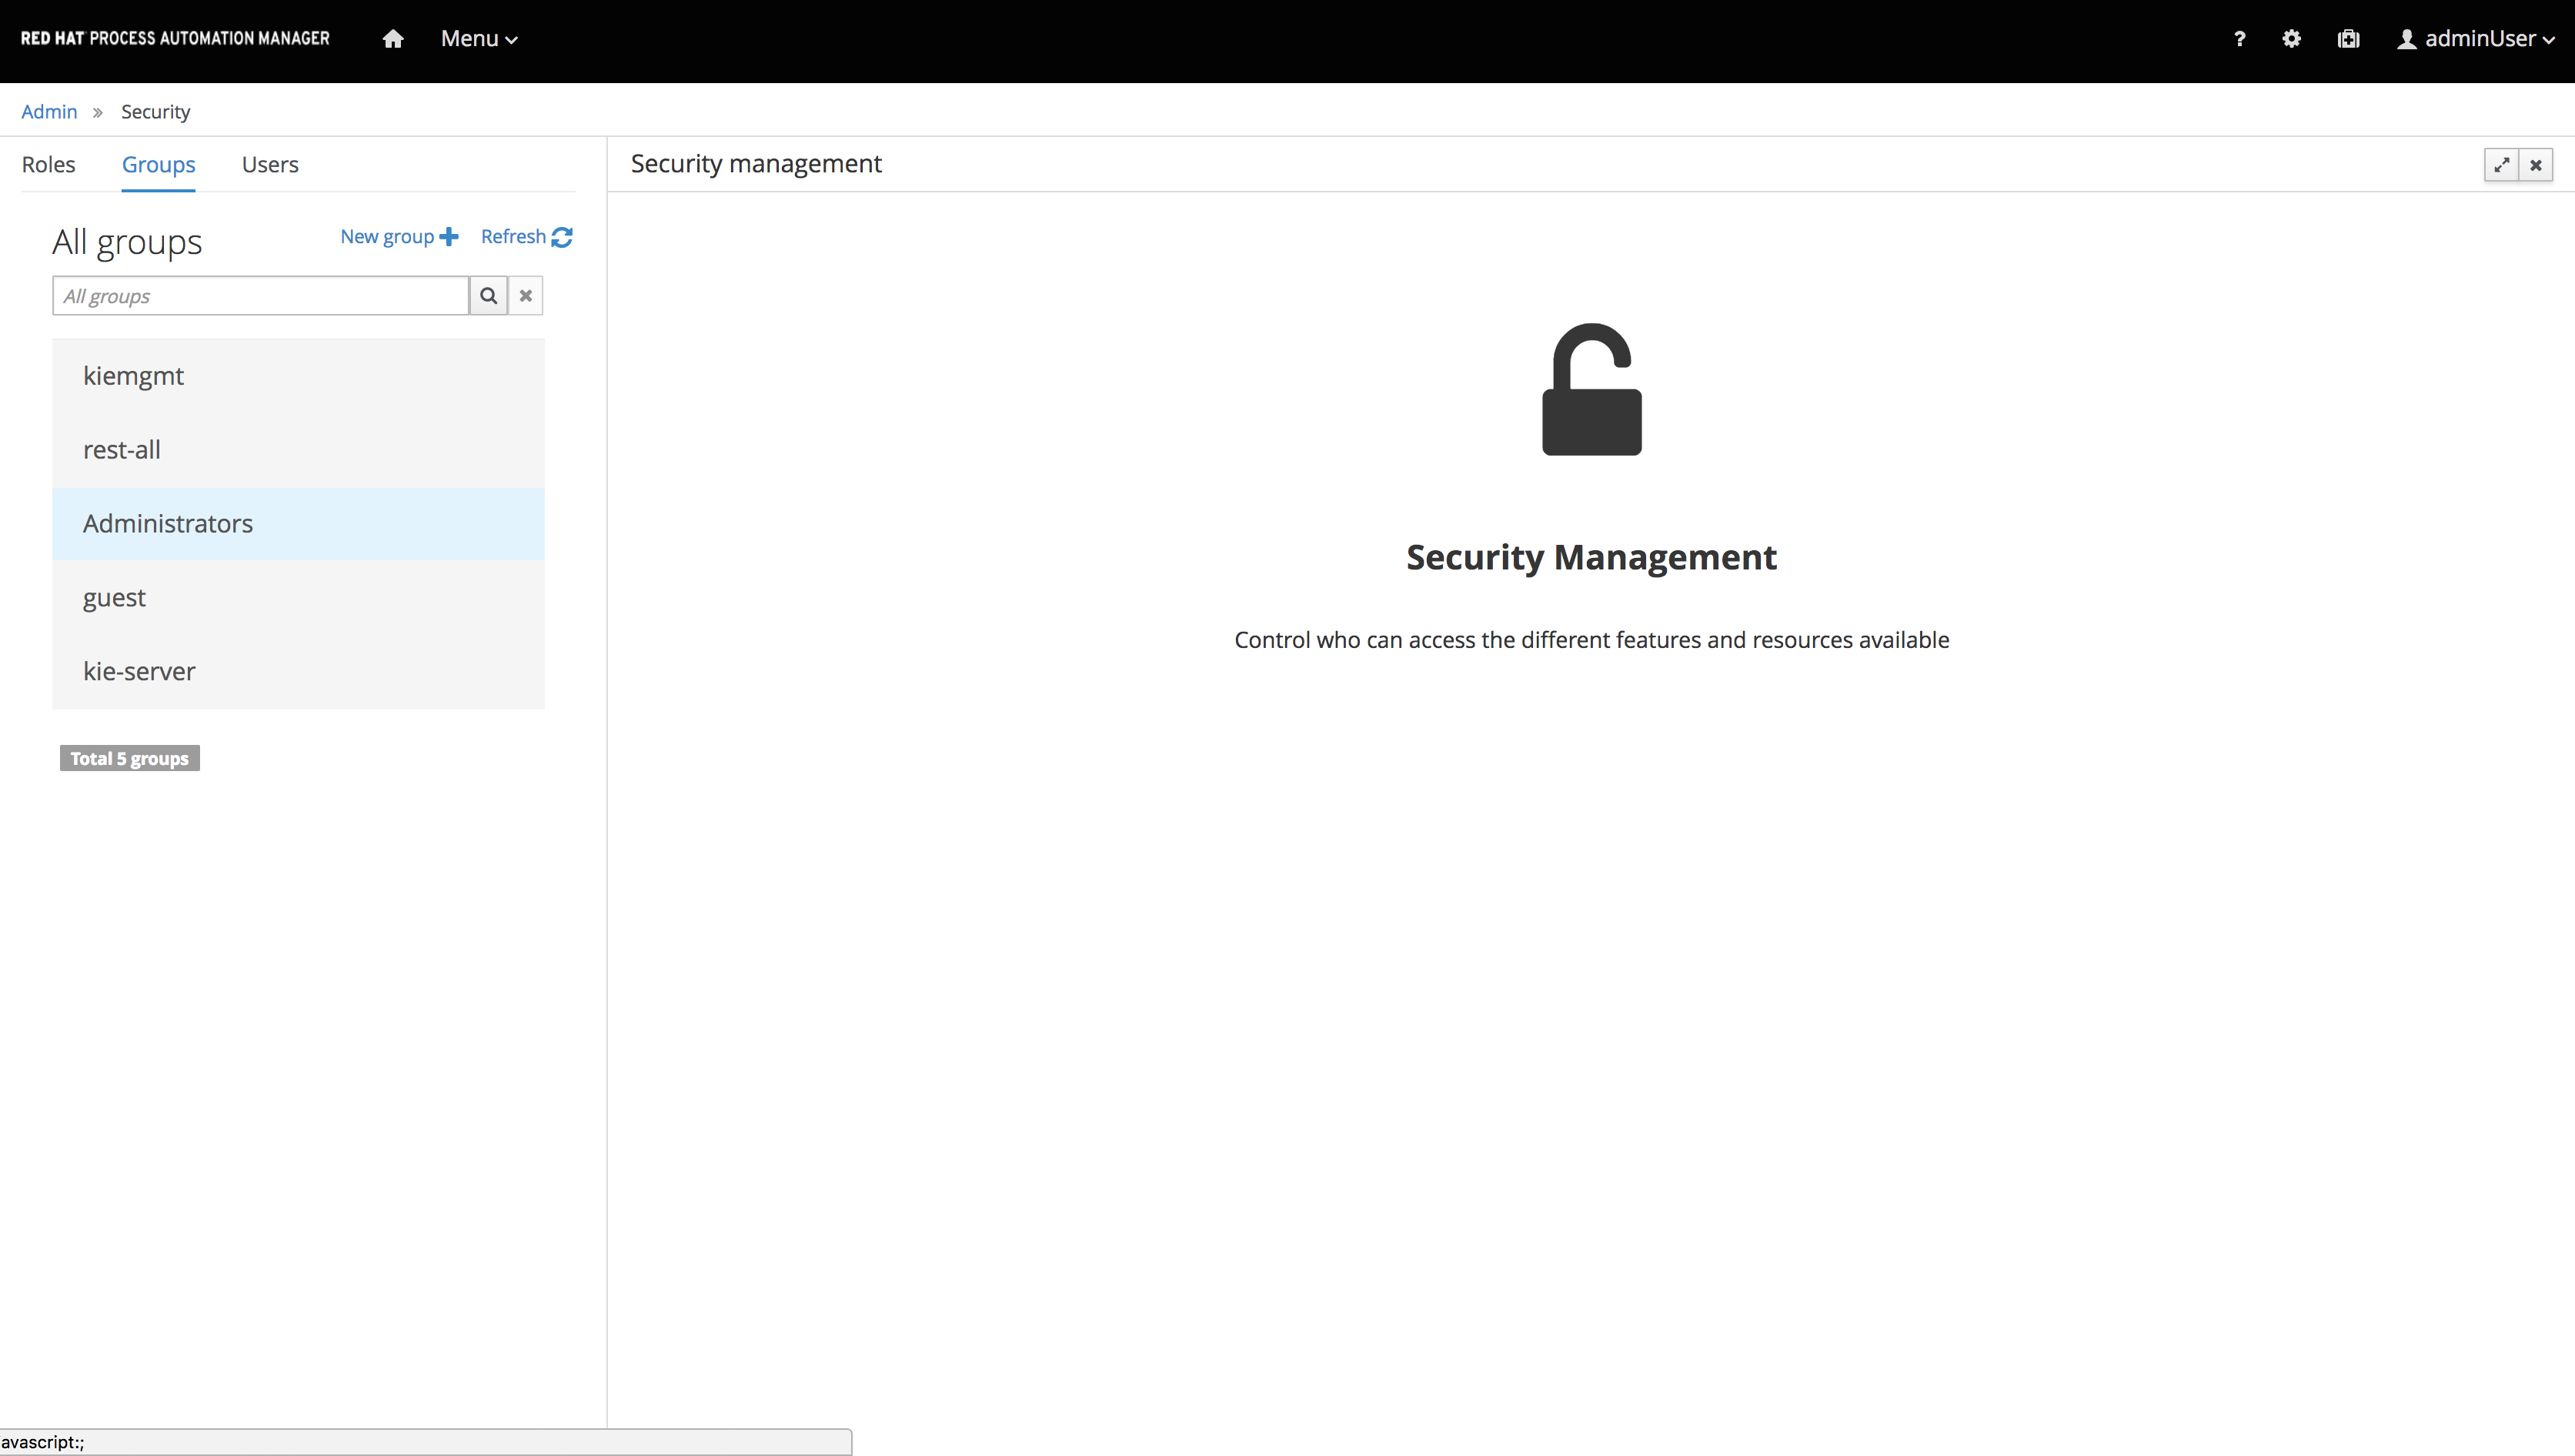 RED HAT PROCESS AUTOMATION MANAGER Menu ? adminUser
Admin » Security
Roles Groups Users
Security management
All groups New group Refresh
All groups
kiemgmt
rest-all
Administrators
guest
kie-server
Total 5 groups
Security Management
Control who can access the different features and resources available
avascript:;